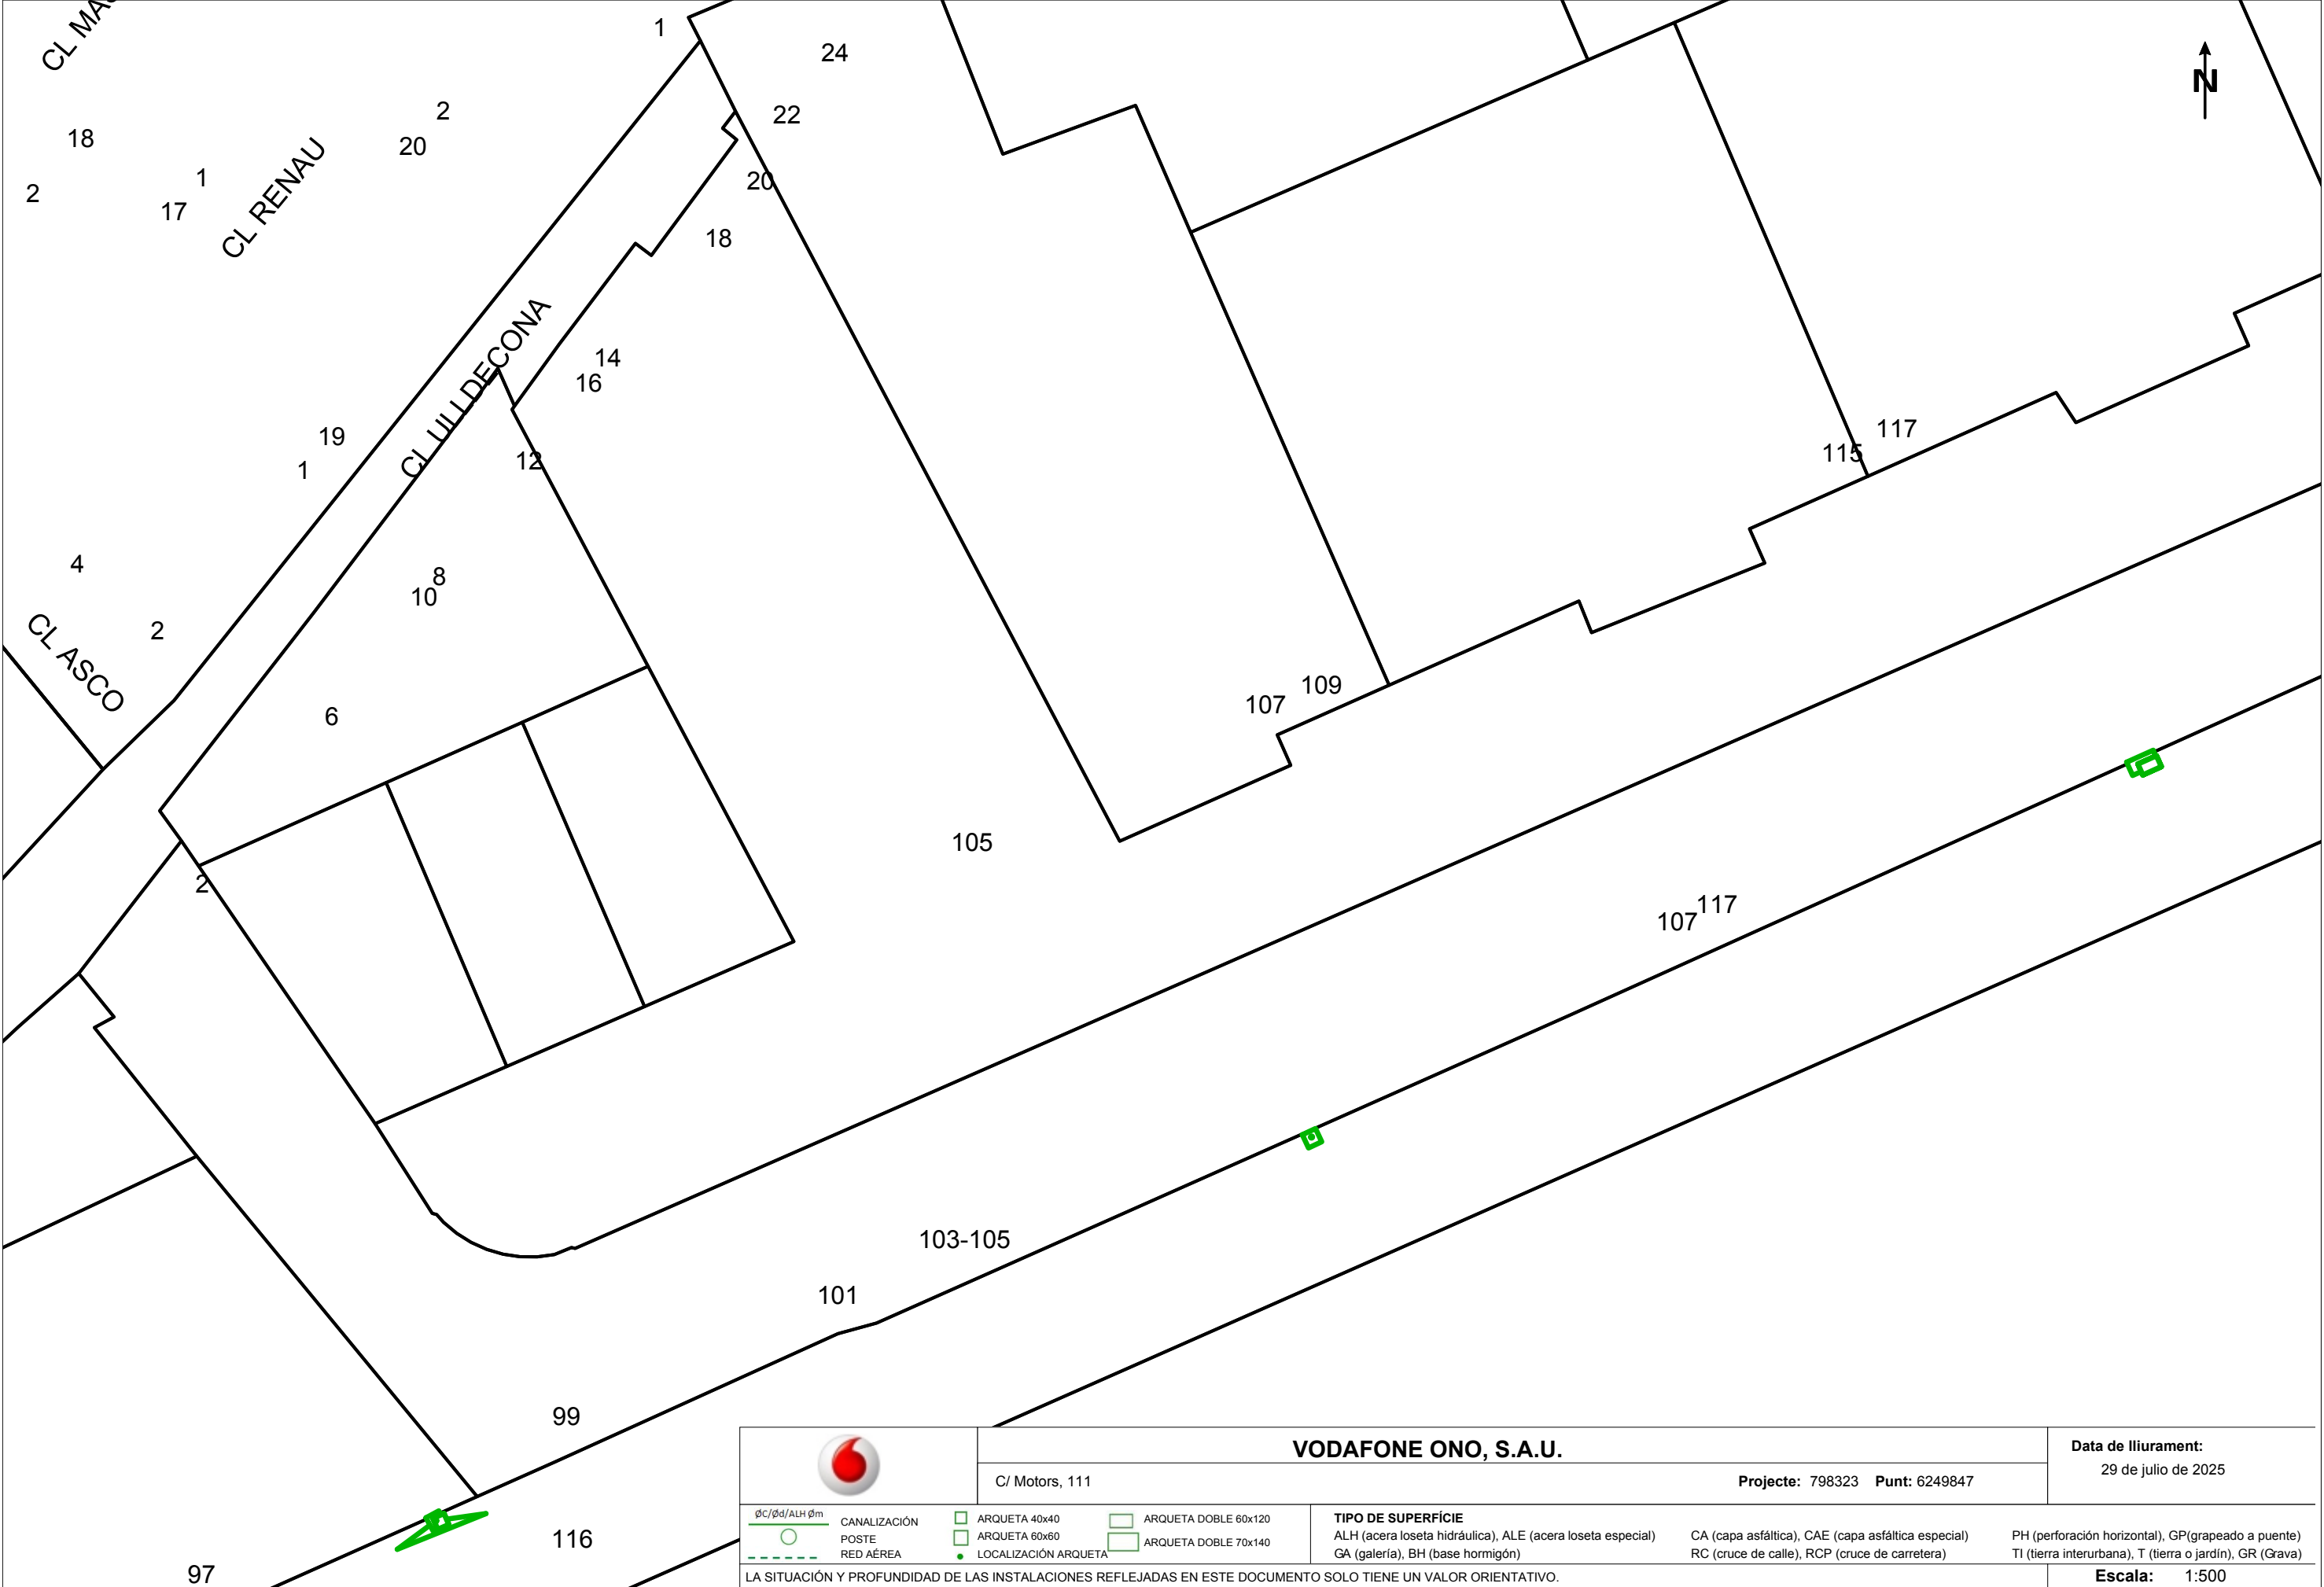 CL MAS
1
24
N
2
22
18
20
1
20
2
17
CL RENAU
18
CL ULLDECONA
14
16
19
117
1
12
115
4
8
10
2
CL ASCO
109
6
107
105
2
117
107
103-105
101
99
116
97
VODAFONE ONO, S.A.U.
Data de lliurament:
29 de julio de 2025
C/ Motors, 111
Projecte: 798323 Punt: 6249847
ØC/Ød/ALH Øm
CANALIZACIÓN
POSTE
RED AÉREA
ARQUETA 40x40
ARQUETA 60x60
LOCALIZACIÓN ARQUETA
ARQUETA DOBLE 60x120
ARQUETA DOBLE 70x140
TIPO DE SUPERFÍCIE
ALH (acera loseta hidráulica), ALE (acera loseta especial)
GA (galería), BH (base hormigón)
CA (capa asfáltica), CAE (capa asfáltica especial)
RC (cruce de calle), RCP (cruce de carretera)
PH (perforación horizontal), GP(grapeado a puente)
TI (tierra interurbana), T (tierra o jardín), GR (Grava)
LA SITUACIÓN Y PROFUNDIDAD DE LAS INSTALACIONES REFLEJADAS EN ESTE DOCUMENTO SOLO TIENE UN VALOR ORIENTATIVO.
Escala: 1:500